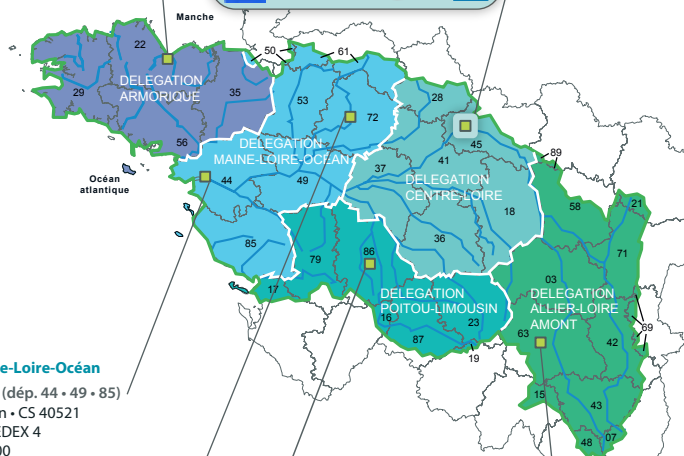 Manche
22
50
61
DELEGATION
ARMORIQUE
29
35
53
72
28
56
DELEGATION
MAINE-LOIRE-OCÉAN
45
41
89
Océan
atlantique
44
49
37
DELEGATION
CENTRE-LOIRE
58
21
18
85
79
86
36
71
17
03
DELEGATION
POITOU-LIMOUSIN
DELEGATION
ALLIER-LOIRE
AMONT
16
23
63
69
87
19
42
e-Loire-Océan
(dép. 44 • 49 • 85)
n • CS 40521
EDEX 4
00
15
43
48
07